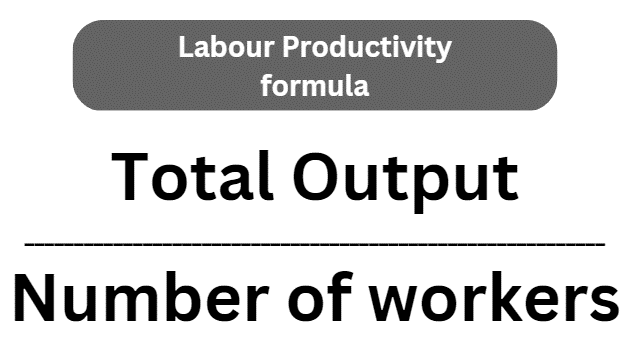 Labour Productivity
formula
Total Output
Number of workers